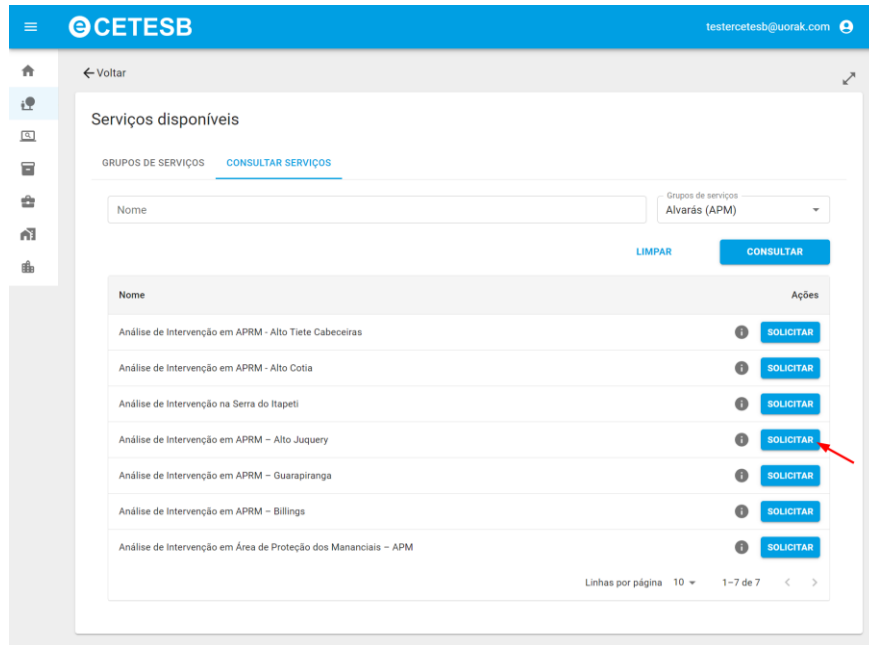 eCETESB
testercetesb@uorak.com
Voltar
Serviços disponíveis
GRUPOS DE SERVIÇOS CONSULTAR SERVIÇOS
Nome
Grupos de serviços
Alvarás (APM)
LIMPAR CONSULTAR
Nome Ações
Análise de Intervenção em APRM - Alto Tiete Cabeceiras SOLICITAR
Análise de Intervenção em APRM - Alto Cotia SOLICITAR
Análise de Intervenção na Serra do Itapeti SOLICITAR
Análise de Intervenção em APRM – Alto Juquery SOLICITAR
Análise de Intervenção em APRM – Guarapiranga SOLICITAR
Análise de Intervenção em APRM – Billings SOLICITAR
Análise de Intervenção em Área de Proteção dos Mananciais – APM SOLICITAR
Linhas por página 10 1–7 de 7